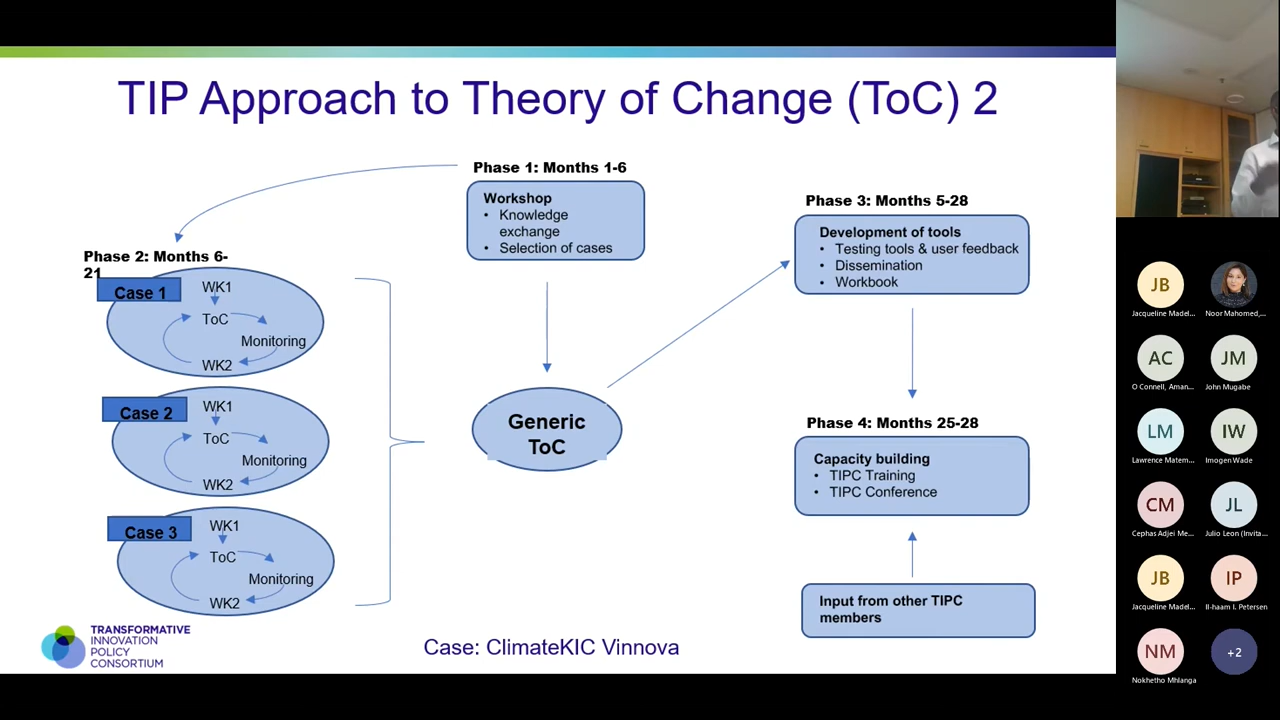 TIP Approach to Theory of Change (ToC) 2
Phase 1: Months 1-6
Workshop
• Knowledge
exchange
• Selection of cases
Phase 2: Months 6-
21
Case 1
WK1
ToC
Monitoring
WK2
Case 2
WK1
ToC
Monitoring
WK2
Case 3
WK1
ToC
Monitoring
WK2
Generic
ToC
Phase 3: Months 5-28
Development of tools
• Testing tools & user feedback
• Dissemination
• Workbook
Phase 4: Months 25-28
Capacity building
• TIPC Training
• TIPC Conference
Input from other TIPC
members
TRANSFORMATIVE
INNOVATION
POLICY
CONSORTIUM
Case: ClimateKIC Vinnova
JB
Jacqueline Madel...
Noor Mahomed,...
AC
O Connell, Aman...
JM
John Mugabe
LM
Lawrence Matem...
IW
Imogen Wade
CM
Cephas Adjei Me...
JL
Julio Leon (Invita...
JB
Jacqueline Madel...
IP
Il-haam I. Petersen
NM
Nokhetho Mhlanga
+2